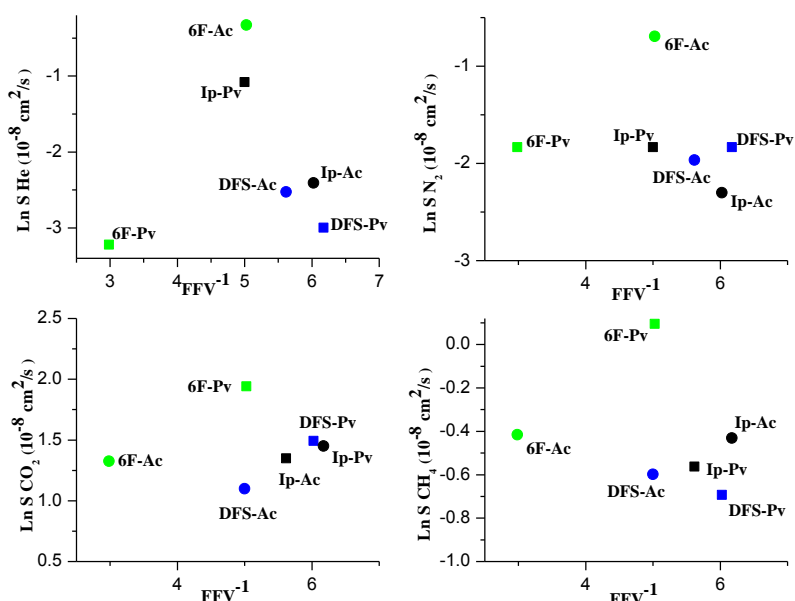 Ln S He (10⁻⁸ cm²/s)
-1
-2
-3
6F-Ac
Ip-Pv
DFS-Ac
Ip-Ac
DFS-Pv
6F-Pv
3
4
5
6
7
FFV⁻¹
Ln S N₂ (10⁻⁸ cm²/s)
-1
-2
-3
6F-Ac
6F-Pv
Ip-Pv
DFS-Pv
DFS-Ac
Ip-Ac
4
6
FFV⁻¹
Ln S CO₂ (10⁻⁸ cm²/s)
2.5
2.0
1.5
1.0
0.5
6F-Pv
DFS-Pv
6F-Ac
Ip-Pv
Ip-Ac
DFS-Ac
4
5
6
FFV⁻¹
Ln S CH₄ (10⁻⁸ cm²/s)
0.0
-0.2
-0.4
-0.6
-0.8
-1.0
6F-Pv
Ip-Ac
6F-Ac
Ip-Pv
DFS-Ac
DFS-Pv
4
6
FFV⁻¹